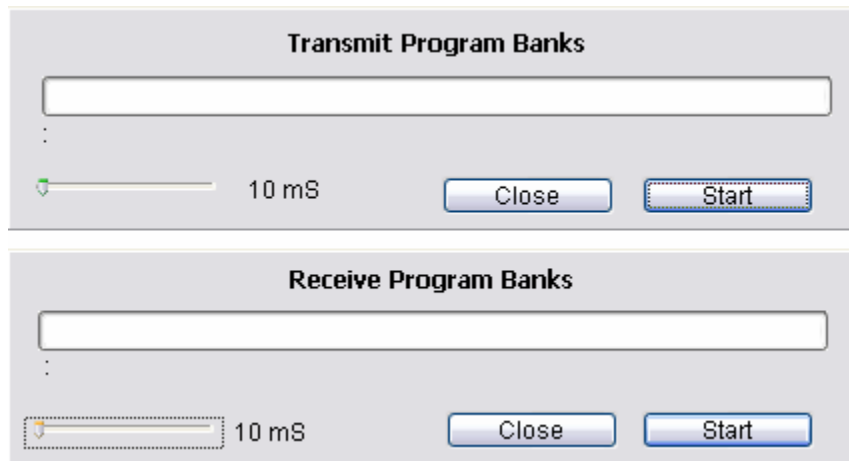 Transmit Program Banks
:
10 mS Close Start
Receive Program Banks
:
10 mS Close Start